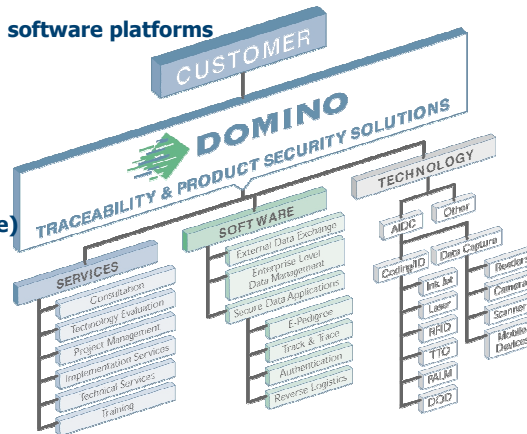 software platforms
CUSTOMER
DOMINO
TRACEABILITY & PRODUCT SECURITY SOLUTIONS
e)
SERVICES
Consultation
Technology Evaluation
Project Management
Implementation Services
Technical Services
Training
SOFTWARE
External Data Exchange
Enterprise Level
Data Management
Secure Data Applications
E-Pedigree
Track & Trace
Authentication
Reverse Logistics
TECHNOLOGY
AIDC
Other
Coding/ID
Data Capture
Ink Jet
Laser
RFID
TTO
PALM
DOD
Readers
Camera
Scanner
Mobile
Devices